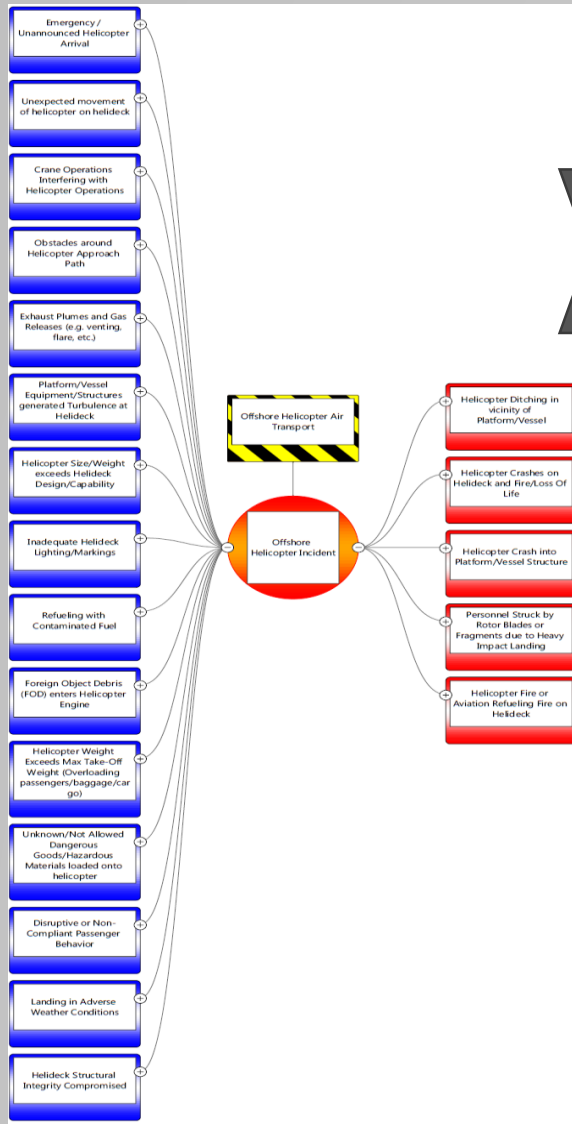 Emergency /
Unannounced Helicopter
Arrival
Unexpected movement
of helicopter on helideck
Crane Operations
Interfering with
Helicopter Operations
Obstacles around
Helicopter Approach
Path
Exhaust Plumes and Gas
Releases (e.g. venting,
flare, etc.)
Platform/Vessel
Equipment/Structures
generated Turbulence at
Helideck
Helicopter Size/Weight
exceeds Helideck
Design/Capability
Inadequate Helideck
Lighting/Markings
Refueling with
Contaminated Fuel
Foreign Object Debris
(FOD) enters Helicopter
Engine
Helicopter Weight
Exceeds Max Take-Off
Weight (Overloading
passengers/baggage/car
go)
Unknown/Not Allowed
Dangerous
Goods/Hazardous
Materials loaded onto
helicopter
Disruptive or Non-
Compliant Passenger
Behavior
Landing in Adverse
Weather Conditions
Helideck Structural
Integrity Compromised
Offshore Helicopter Air
Transport
Offshore
Helicopter Incident
Helicopter Ditching in
vicinity of
Platform/Vessel
Helicopter Crashes on
Helideck and Fire/Loss Of
Life
Helicopter Crash into
Platform/Vessel Structure
Personnel Struck by
Rotor Blades or
Fragments due to Heavy
Impact Landing
Helicopter Fire or
Aviation Refueling Fire on
Helideck